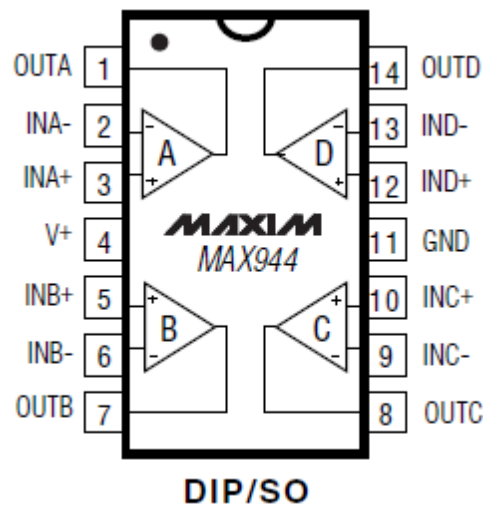 OUTA 1 14 OUTD
INA- 2 - - 13 IND-
A D
INA+ 3 + + 12 IND+
V+ 4 MAXIM 11 GND
MAX944
INB+ 5 + + 10 INC+
B C
INB- 6 - - 9 INC-
OUTB 7 8 OUTC
DIP/SO